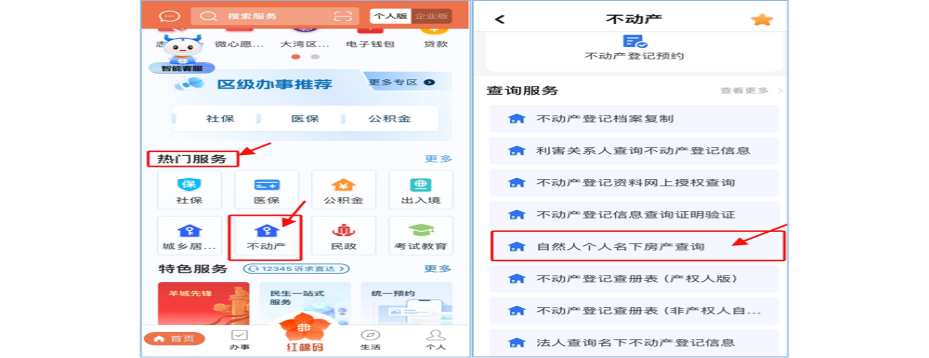 搜索服务
个人版 企业版
微心愿... 大湾区... 电子钱包 贷款
智能客服
区级办事推荐 更多专区
社保 医保 公积金
热门服务 更多
保
社保 医保 公积金 出入境
城乡居... 不动产 民政 考试教育
特色服务 12345诉求直达 > 更多
羊城先锋 民生一站式服务 统一预约
首页 办事 红棉码 生活 个人
不动产
不动产登记预约
查询服务 查看更多 >
不动产登记档案复制
利害关系人查询不动产登记信息
不动产登记资料网上授权查询
不动产登记信息查询证明验证
自然人个人名下房产查询
不动产登记查册表（产权人版）
不动产登记查册表（非产权人自...
法人查询名下不动产登记信息